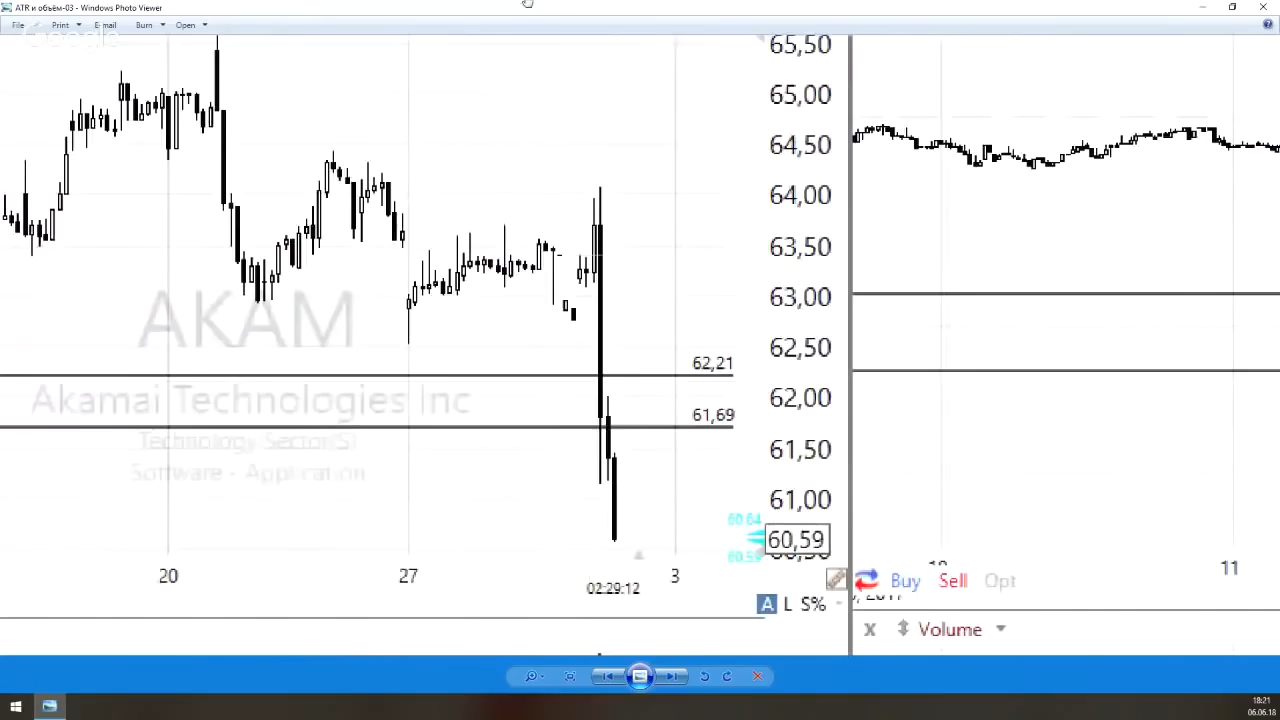 ATR и объём-03 - Windows Photo Viewer
File Print E-mail Burn Open
Google
65,50
65,00
64,50
64,00
63,50
63,00
62,50
62,00
61,50
61,00
60,59
AKAM
Akamai Technologies Inc
Technology Sector(S)
Software - Application
62,21
61,69
60.64
20 27 3
02:29:12
A L S%
11
Buy Sell Opt
x Volume
18:21
06.06.18